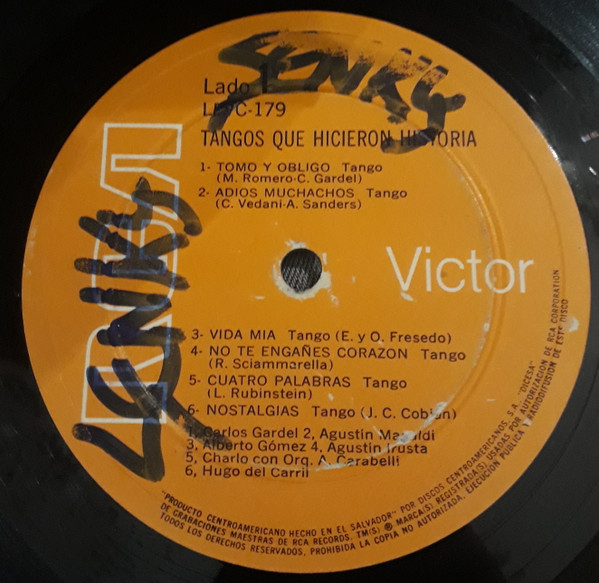 SENKY
Lado 1
LPVC-179
TANGOS QUE HICIERON HISTORIA
1- TOMO Y OBLIGO Tango
(M. Romero-C. Gardel)
2- ADIOS MUCHACHOS Tango
(C. Vedani-A. Sanders)
RCA
SENKY
Victor
3- VIDA MIA Tango (E. y O. Fresedo)
4- NO TE ENGAÑES CORAZON Tango
(R. Sciammarella)
5- CUATRO PALABRAS Tango
(L. Rubinstein)
6- NOSTALGIAS Tango (J. C. Cobian)
1, Carlos Gardel 2, Agustin Magaldi
3, Alberto Gómez 4, Agustin Irusta
5, Charlo con Orq. A. Carabelli
6, Hugo del Carril
"PRODUCTO CENTROAMERICANO HECHO EN EL SALVADOR" POR DISCOS CENTROAMERICANOS S.A., "DICESA"
DE GRABACIONES MAESTRAS DE RCA RECORDS. TM(S) ® MARCA(S) REGISTRADA(S) USADAS POR AUTORIZACION DE RCA CORPORATION
TODOS LOS DERECHOS RESERVADOS, PROHIBIDA LA COPIA NO AUTORIZADA, EJECUCION PUBLICA Y RADIODIFUSION DE ESTE DISCO